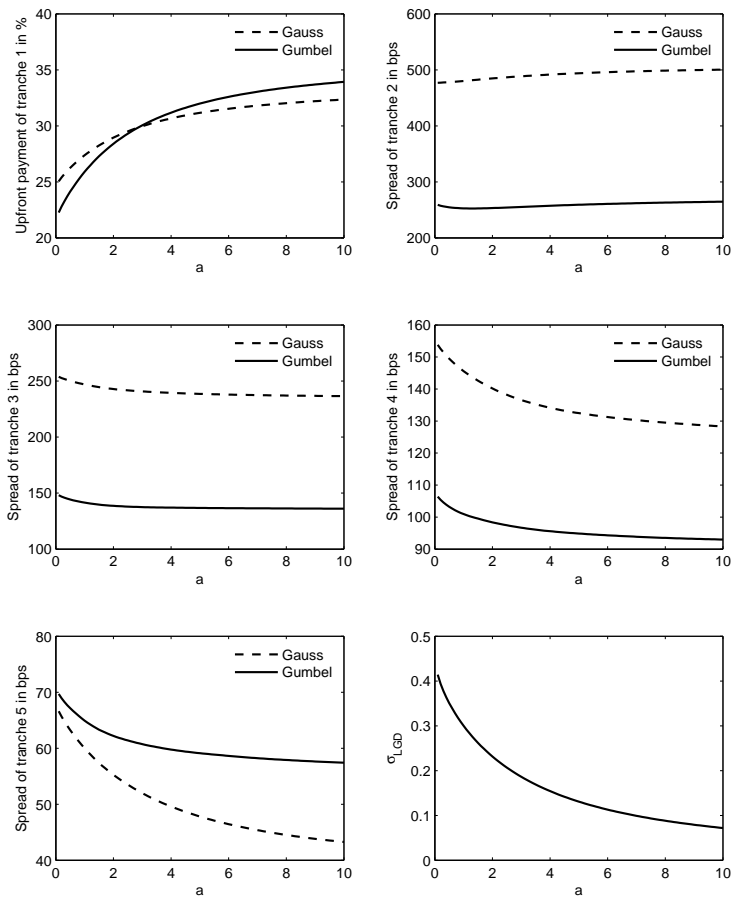 Upfront payment of tranche 1 in %
40
35
30
25
20
0 2 4 6 8 10
a
Gauss
Gumbel
Spread of tranche 2 in bps
600
500
400
300
200
0 2 4 6 8 10
a
Gauss
Gumbel
Spread of tranche 3 in bps
300
250
200
150
100
0 2 4 6 8 10
a
Gauss
Gumbel
Spread of tranche 4 in bps
160
150
140
130
120
110
100
90
0 2 4 6 8 10
a
Gauss
Gumbel
Spread of tranche 5 in bps
80
70
60
50
40
0 2 4 6 8 10
a
Gauss
Gumbel
σLGD
0.5
0.4
0.3
0.2
0.1
0
0 2 4 6 8 10
a